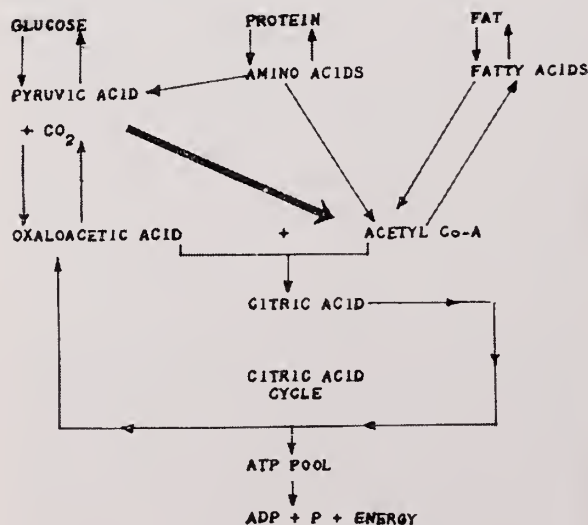 GLUCOSE PROTEIN FAT
PYRUVIC ACID AMINO ACIDS FATTY ACIDS
+ CO2
OXALOACETIC ACID + ACETYL CO-A
CITRIC ACID
CITRIC ACID
CYCLE
ATP POOL
ADP + P + ENERGY